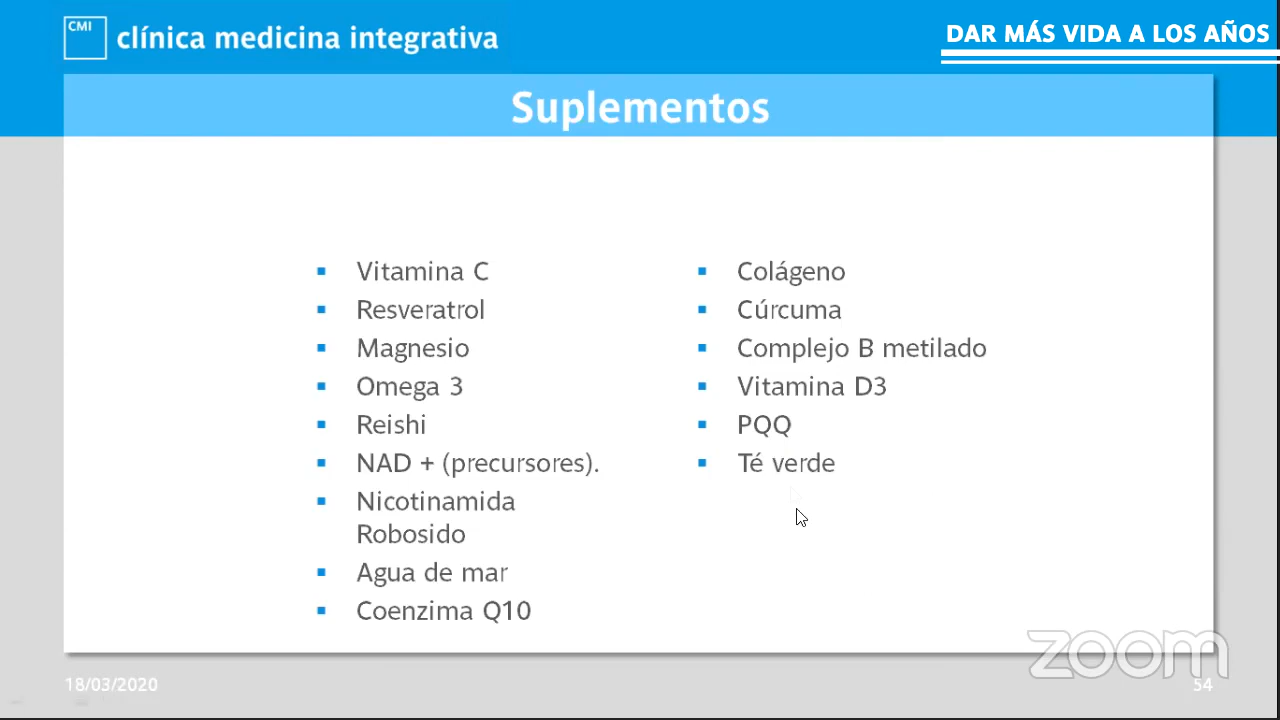 CMI
clínica medicina integrativa
DAR MÁS VIDA A LOS AÑOS
Suplementos
Vitamina C
Resveratrol
Magnesio
Omega 3
Reishi
NAD + (precursores).
Nicotinamida
Robosido
Agua de mar
Coenzima Q10
Colágeno
Cúrcuma
Complejo B metilado
Vitamina D3
PQQ
Té verde
zoom
18/03/2020
54